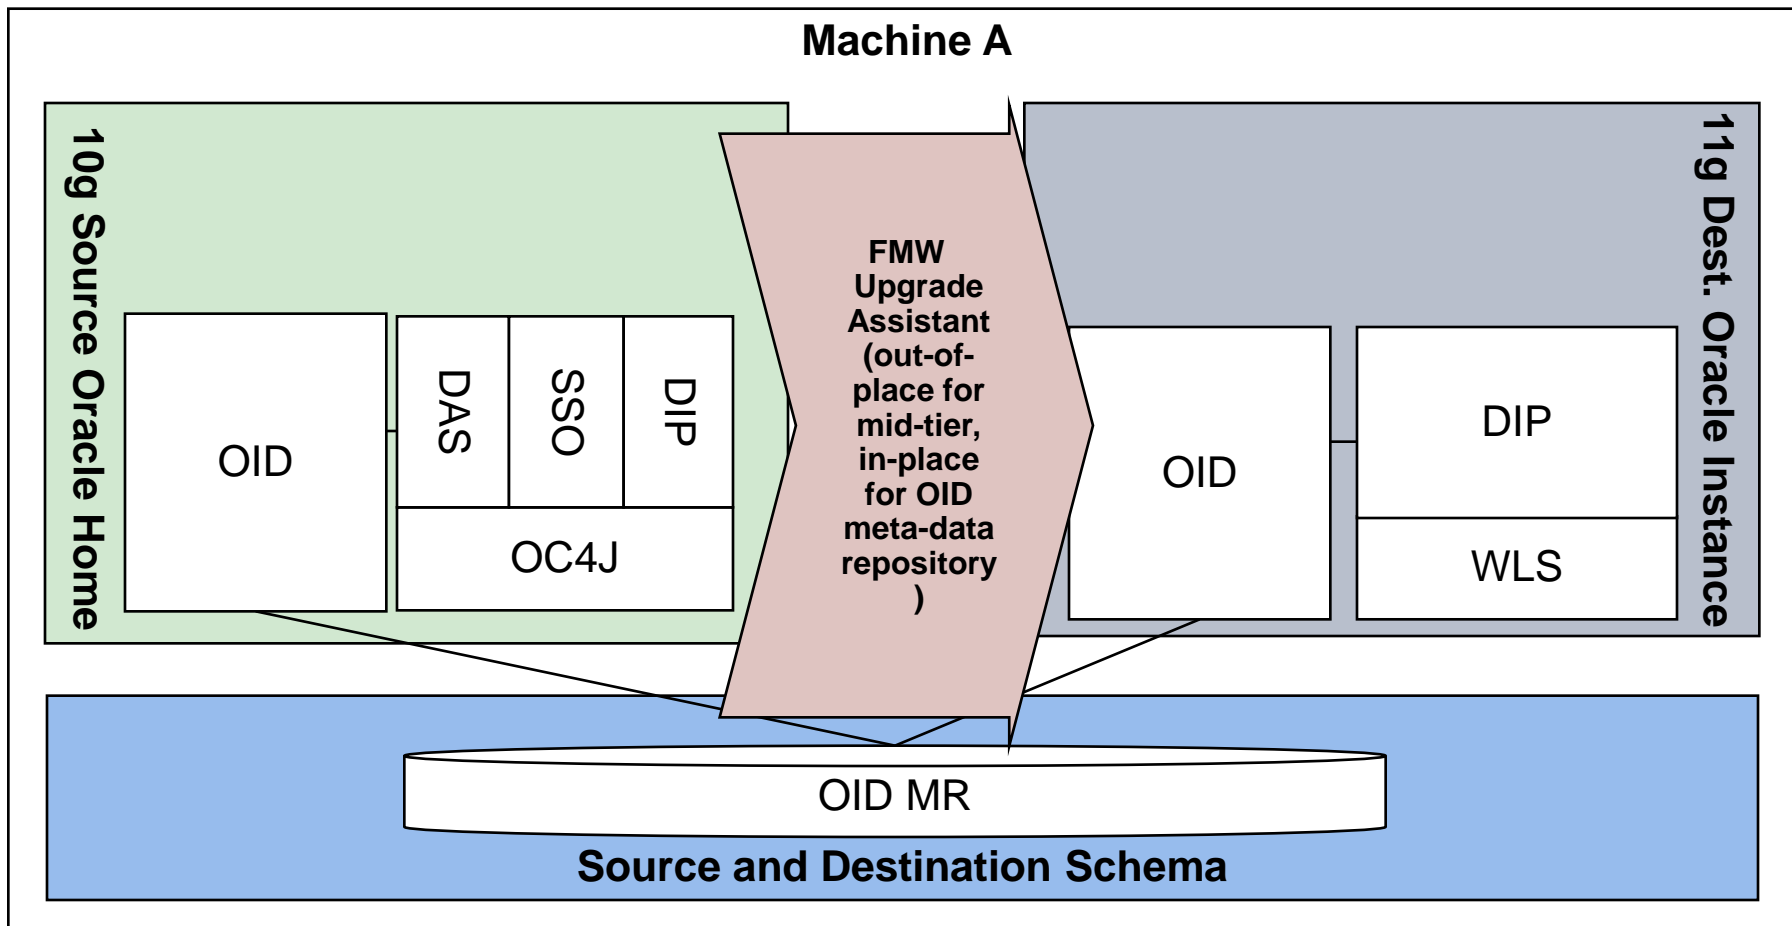 Machine A
10g Source Oracle Home
OID
DAS
SSO
DIP
OC4J
FMW
Upgrade
Assistant
(out-of-
place for
mid-tier,
in-place
for OID
meta-data
repository
)
OID
DIP
WLS
11g Dest. Oracle Instance
OID MR
Source and Destination Schema